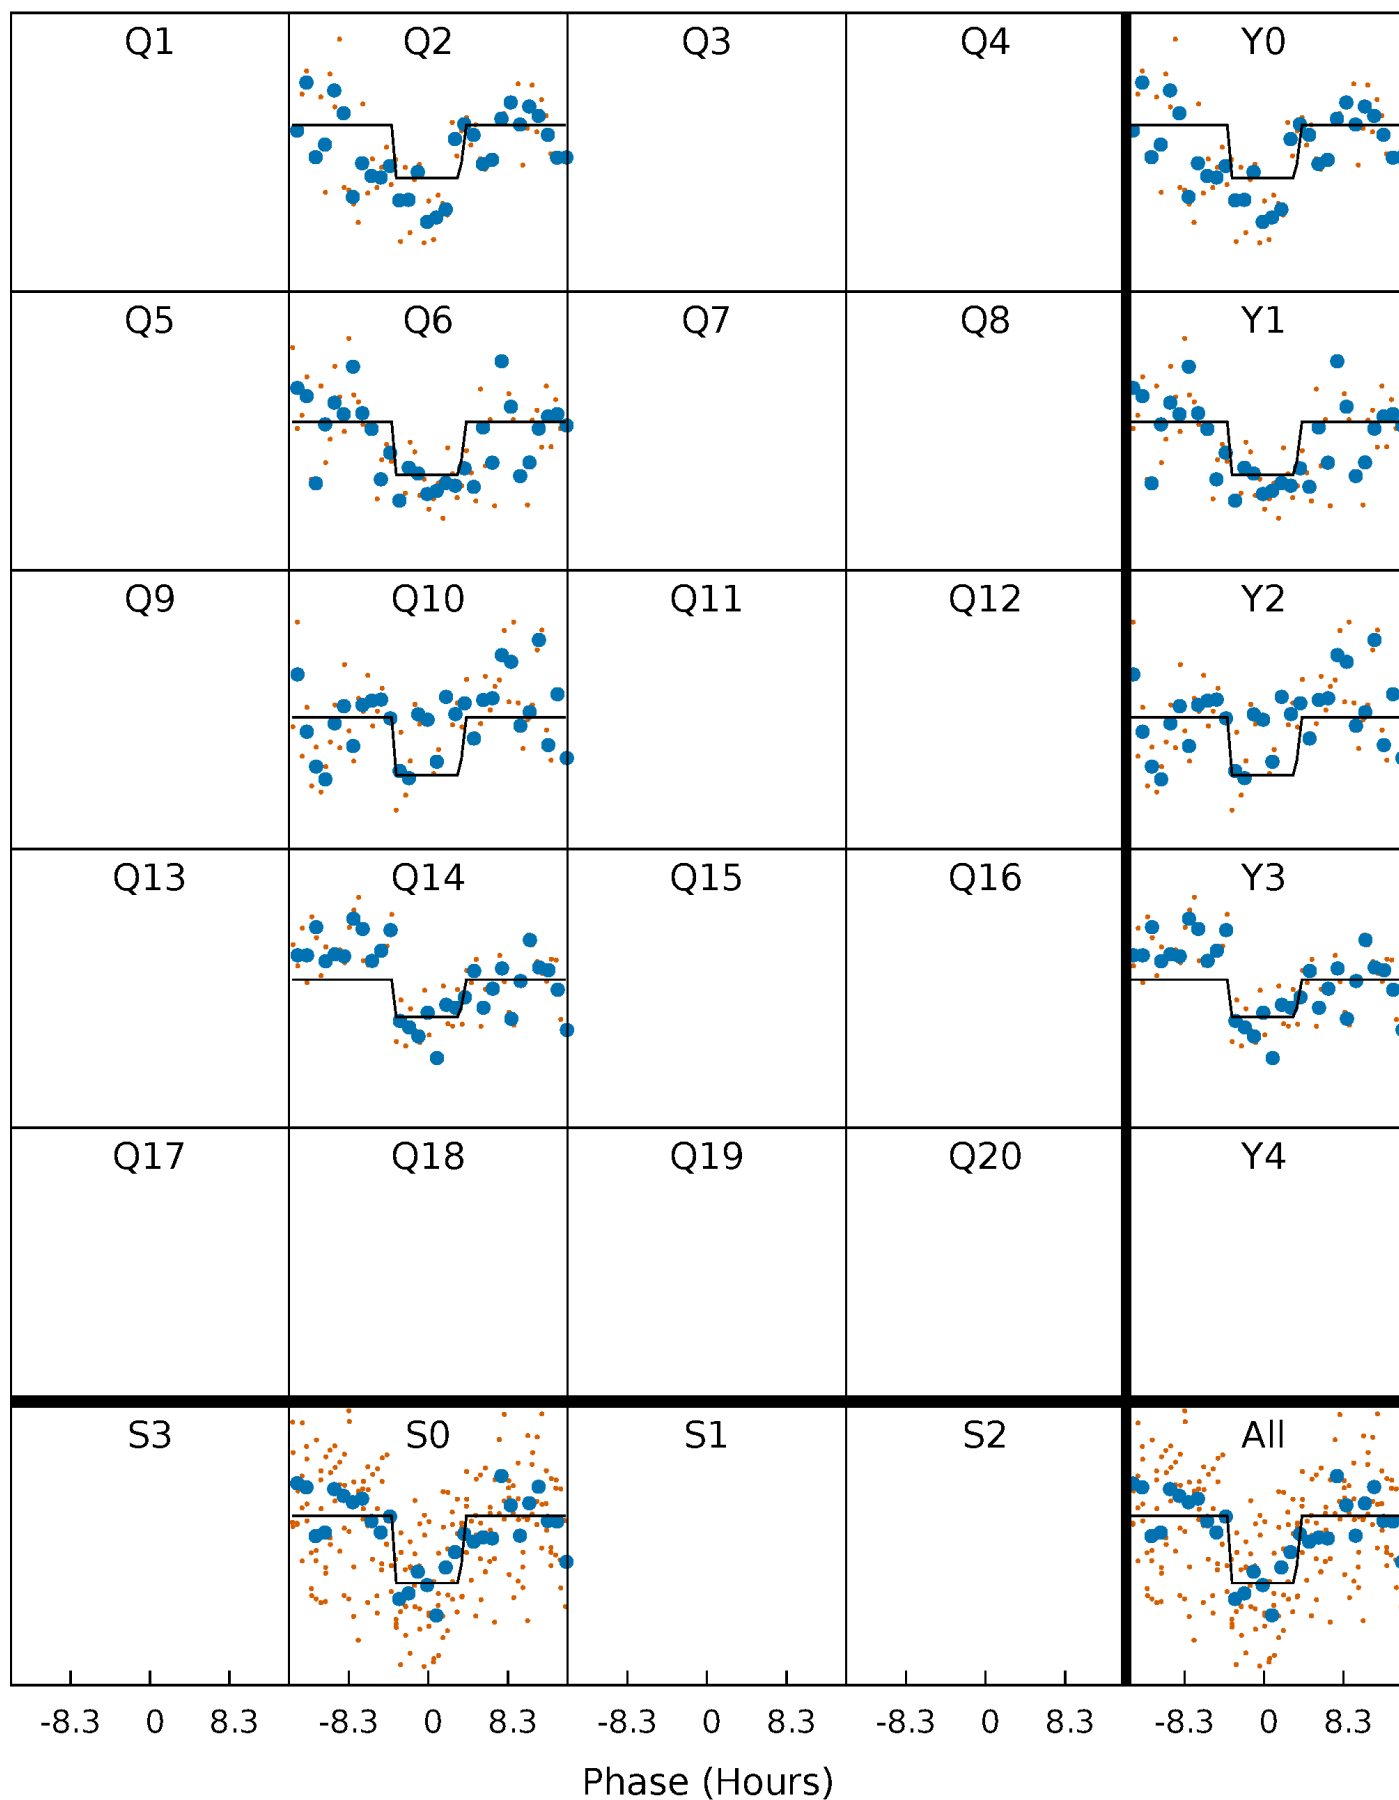 Q1 Q2 Q3 Q4 Y0
Q5 Q6 Q7 Q8 Y1
Q9 Q10 Q11 Q12 Y2
Q13 Q14 Q15 Q16 Y3
Q17 Q18 Q19 Q20 Y4
S3 S0 S1 S2 All
-8.3 0 8.3 -8.3 0 8.3 -8.3 0 8.3 -8.3 0 8.3 -8.3 0 8.3
Phase (Hours)